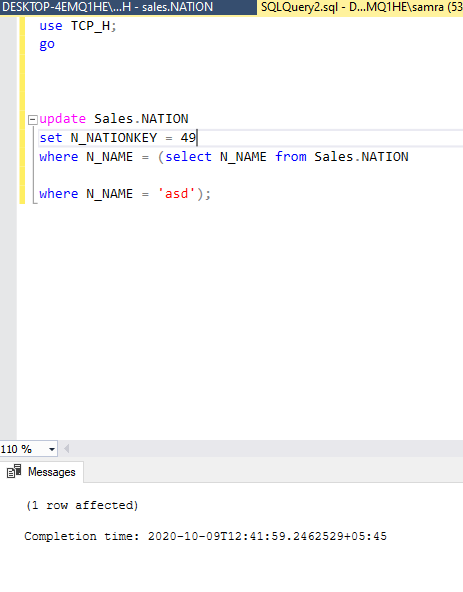 DESKTOP-4EMQ1HE\...H - sales.NATION
SQLQuery2.sql - D...MQ1HE\samra (53
use TCP_H;
go
update Sales.NATION
set N_NATIONKEY = 49
where N_NAME = (select N_NAME from Sales.NATION
where N_NAME = 'asd');
110 %
Messages
(1 row affected)
Completion time: 2020-10-09T12:41:59.2462529+05:45